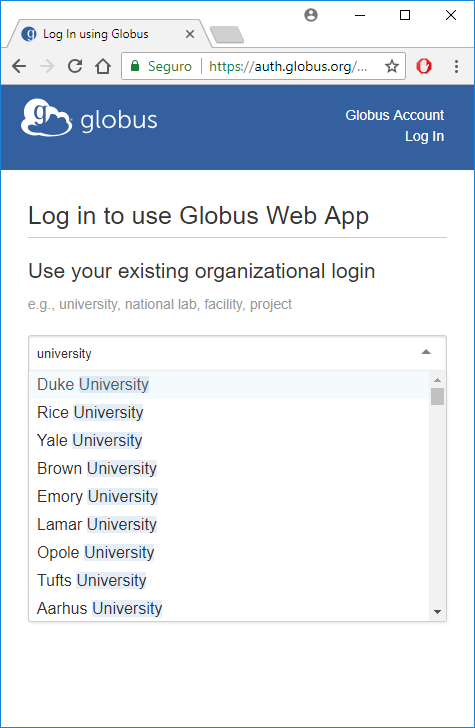 Log In using Globus
Seguro
https://auth.globus.org/...
g globus
Globus Account
Log In
Log in to use Globus Web App
Use your existing organizational login
e.g., university, national lab, facility, project
university
Duke University
Rice University
Yale University
Brown University
Emory University
Lamar University
Opole University
Tufts University
Aarhus University